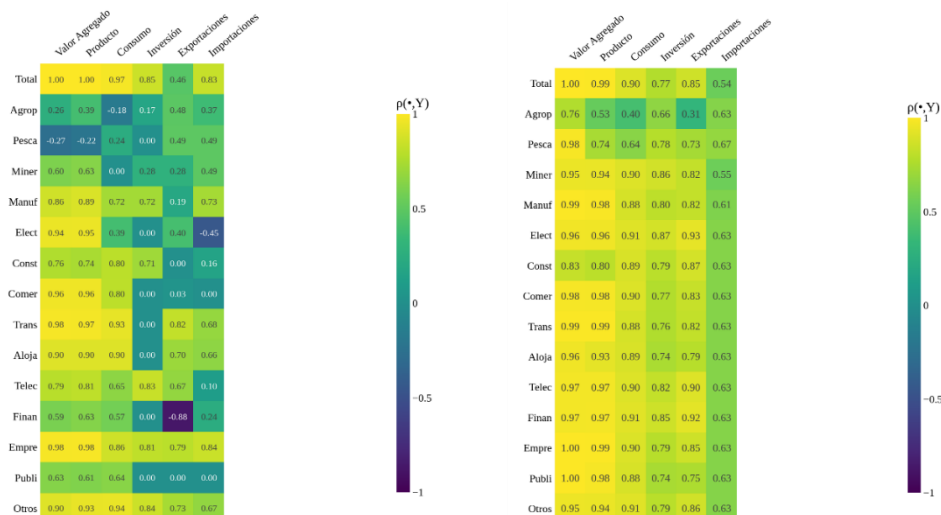 Valor Agregado Producto Consumo Inversión Exportaciones Importaciones
Total 1.00 1.00 0.97 0.85 0.46 0.83
Agrop 0.26 0.39 -0.18 0.17 0.48 0.37
Pesca -0.27 -0.22 0.24 0.00 0.49 0.49
Miner 0.60 0.63 0.00 0.28 0.28 0.49
Manuf 0.86 0.89 0.72 0.72 0.19 0.73
Elect 0.94 0.95 0.39 0.00 0.40 -0.45
Const 0.76 0.74 0.80 0.71 0.00 0.16
Comer 0.96 0.96 0.80 0.00 0.03 0.00
Trans 0.98 0.97 0.93 0.00 0.82 0.68
Aloja 0.90 0.90 0.90 0.00 0.70 0.66
Telec 0.79 0.81 0.65 0.83 0.67 0.10
Finan 0.59 0.63 0.57 0.00 -0.88 0.24
Empre 0.98 0.98 0.86 0.81 0.79 0.84
Publi 0.63 0.61 0.64 0.00 0.00 0.00
Otros 0.90 0.93 0.94 0.84 0.73 0.67
ρ(•,Y)
1
0.5
0
−0.5
−1
Valor Agregado Producto Consumo Inversión Exportaciones Importaciones
Total 1.00 0.99 0.90 0.77 0.85 0.54
Agrop 0.76 0.53 0.40 0.66 0.31 0.63
Pesca 0.98 0.74 0.64 0.78 0.73 0.67
Miner 0.95 0.94 0.90 0.86 0.82 0.55
Manuf 0.99 0.98 0.88 0.80 0.82 0.61
Elect 0.96 0.96 0.91 0.87 0.93 0.63
Const 0.83 0.80 0.89 0.79 0.87 0.63
Comer 0.98 0.98 0.90 0.77 0.83 0.63
Trans 0.99 0.99 0.88 0.76 0.82 0.63
Aloja 0.96 0.93 0.89 0.74 0.79 0.63
Telec 0.97 0.97 0.90 0.82 0.90 0.63
Finan 0.97 0.97 0.91 0.85 0.92 0.63
Empre 1.00 0.99 0.90 0.79 0.85 0.63
Publi 1.00 0.98 0.88 0.74 0.75 0.63
Otros 0.95 0.94 0.91 0.79 0.86 0.63
ρ(•,Y)
1
0.5
0
−0.5
−1